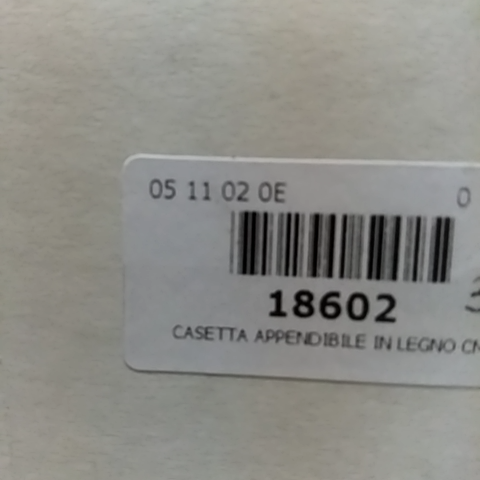 05 11 02 0E 0
18602
CASETTA APPENDIBILE IN LEGNO